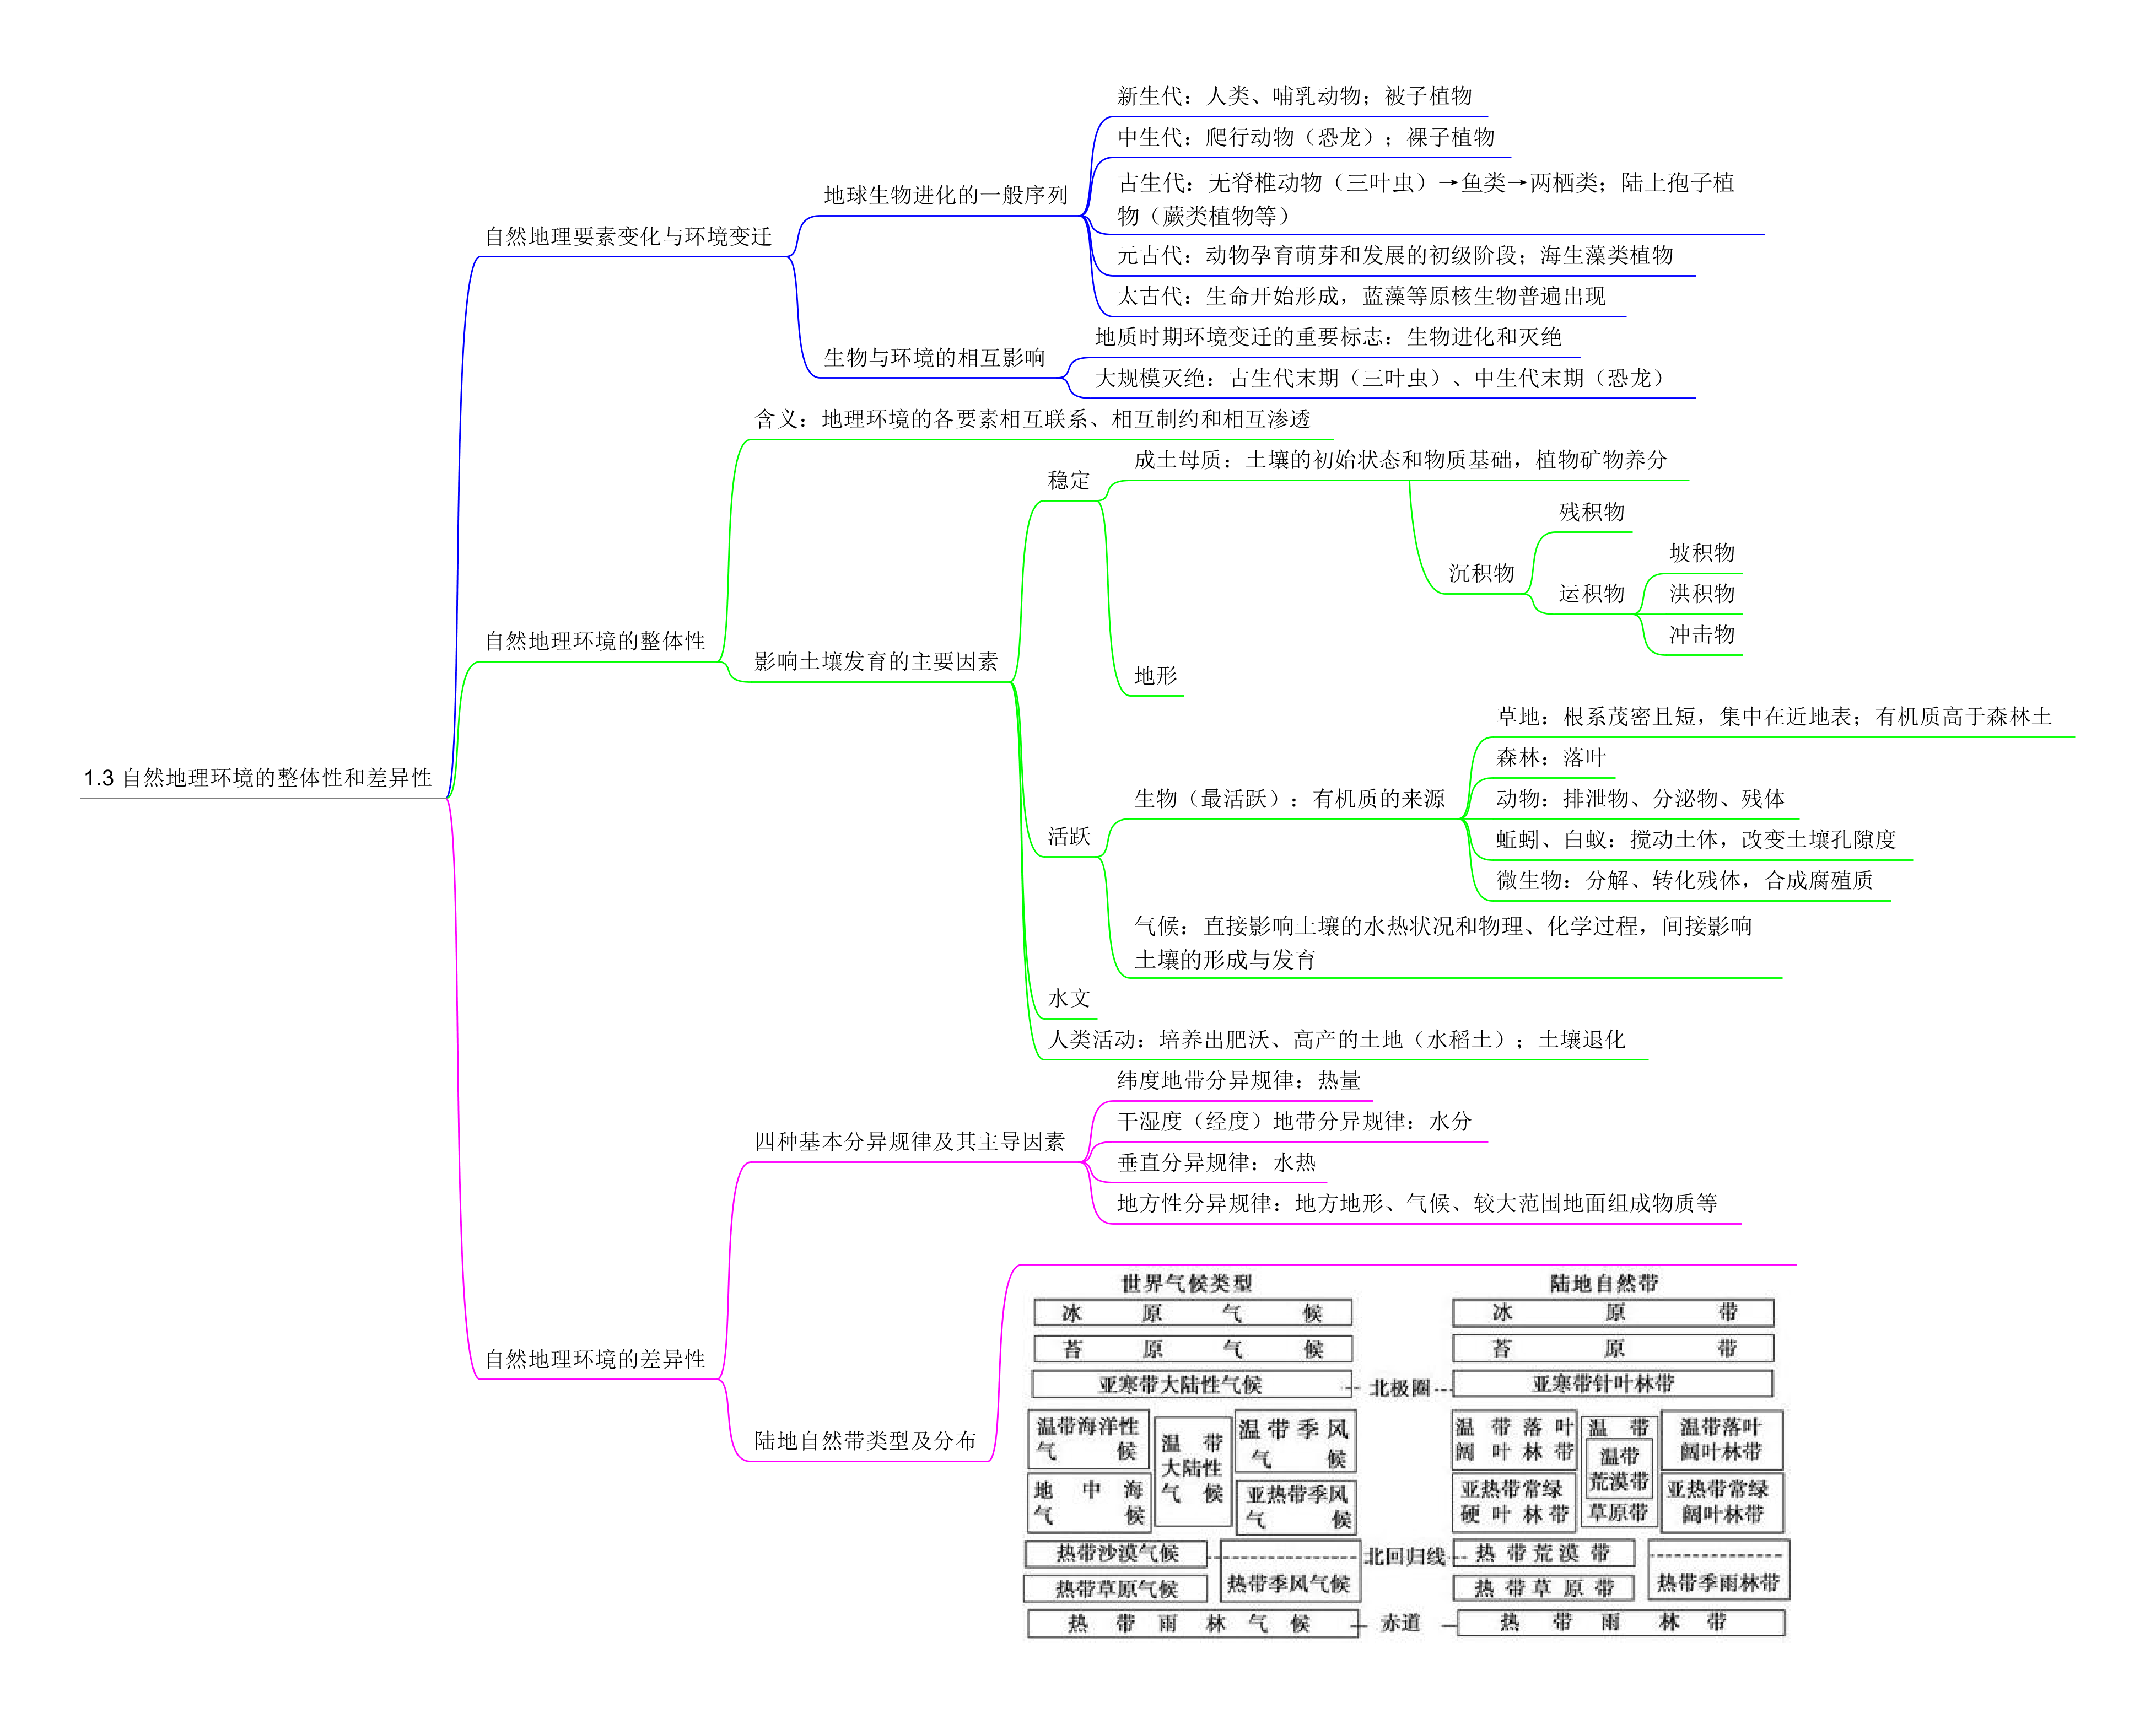 1.3 自然地理环境的整体性和差异性
自然地理要素变化与环境变迁
地球生物进化的一般序列
新生代：人类、哺乳动物；被子植物
中生代：爬行动物（恐龙）；裸子植物
古生代：无脊椎动物（三叶虫）→鱼类→两栖类；陆上孢子植
物（蕨类植物等）
元古代：动物孕育萌芽和发展的初级阶段；海生藻类植物
太古代：生命开始形成，蓝藻等原核生物普遍出现
生物与环境的相互影响
地质时期环境变迁的重要标志：生物进化和灭绝
大规模灭绝：古生代末期（三叶虫）、中生代末期（恐龙）
自然地理环境的整体性
含义：地理环境的各要素相互联系、相互制约和相互渗透
影响土壤发育的主要因素
稳定
成土母质：土壤的初始状态和物质基础，植物矿物养分
沉积物
残积物
运积物
坡积物
洪积物
冲击物
地形
活跃
生物（最活跃）：有机质的来源
草地：根系茂密且短，集中在近地表；有机质高于森林土
森林：落叶
动物：排泄物、分泌物、残体
蚯蚓、白蚁：搅动土体，改变土壤孔隙度
微生物：分解、转化残体，合成腐殖质
气候：直接影响土壤的水热状况和物理、化学过程，间接影响
土壤的形成与发育
水文
人类活动：培养出肥沃、高产的土地（水稻土）；土壤退化
自然地理环境的差异性
四种基本分异规律及其主导因素
纬度地带分异规律：热量
干湿度（经度）地带分异规律：水分
垂直分异规律：水热
地方性分异规律：地方地形、气候、较大范围地面组成物质等
陆地自然带类型及分布
世界气候类型
冰原气候
苔原气候
亚寒带大陆性气候
温带海洋性
气候
温带
大陆性
气候
温带季风
气候
地中海
气候
亚热带季风
气候
热带沙漠气候
热带草原气候
热带季风气候
热带雨林气候
北极圈
北回归线
赤道
陆地自然带
冰原带
苔原带
亚寒带针叶林带
温带落叶
阔叶林带
温带
温带
荒漠带
草原带
温带落叶
阔叶林带
亚热带常绿
硬叶林带
亚热带常绿
阔叶林带
热带荒漠带
热带草原带
热带季雨林带
热带雨林带